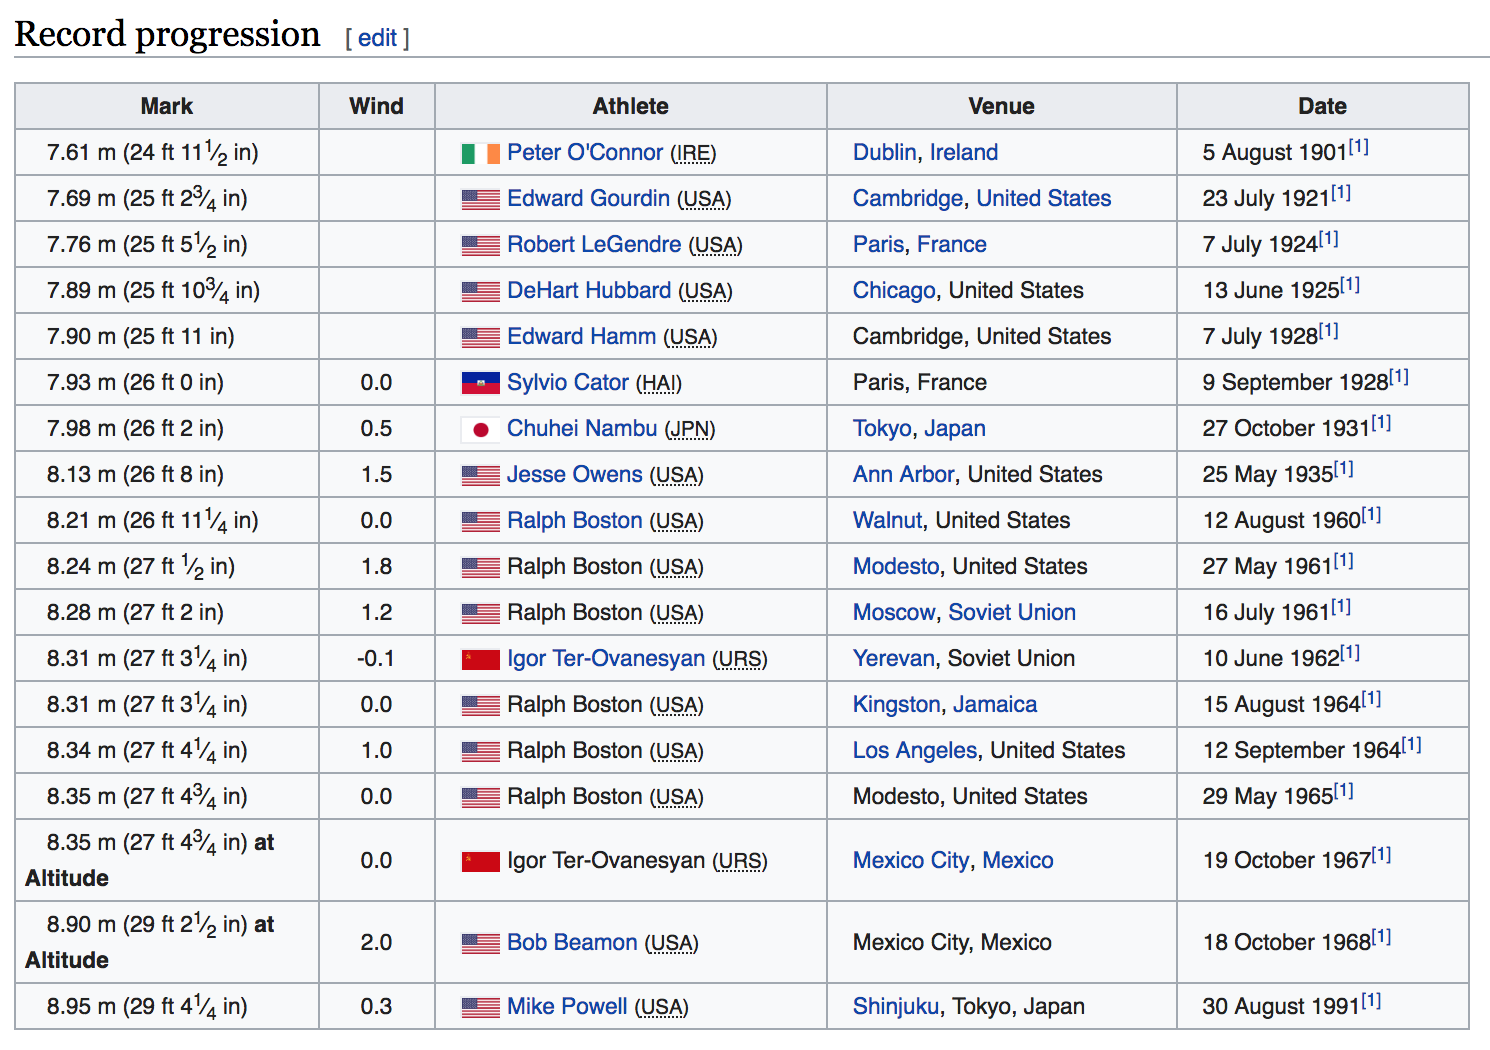 Record progression [ edit ]
Mark Wind Athlete Venue Date
7.61 m (24 ft 11 1⁄2 in) Peter O'Connor (IRE) Dublin, Ireland 5 August 1901[1]
7.69 m (25 ft 2 3⁄4 in) Edward Gourdin (USA) Cambridge, United States 23 July 1921[1]
7.76 m (25 ft 5 1⁄2 in) Robert LeGendre (USA) Paris, France 7 July 1924[1]
7.89 m (25 ft 10 3⁄4 in) DeHart Hubbard (USA) Chicago, United States 13 June 1925[1]
7.90 m (25 ft 11 in) Edward Hamm (USA) Cambridge, United States 7 July 1928[1]
7.93 m (26 ft 0 in) 0.0 Sylvio Cator (HAI) Paris, France 9 September 1928[1]
7.98 m (26 ft 2 in) 0.5 Chuhei Nambu (JPN) Tokyo, Japan 27 October 1931[1]
8.13 m (26 ft 8 in) 1.5 Jesse Owens (USA) Ann Arbor, United States 25 May 1935[1]
8.21 m (26 ft 11 1⁄4 in) 0.0 Ralph Boston (USA) Walnut, United States 12 August 1960[1]
8.24 m (27 ft 1⁄2 in) 1.8 Ralph Boston (USA) Modesto, United States 27 May 1961[1]
8.28 m (27 ft 2 in) 1.2 Ralph Boston (USA) Moscow, Soviet Union 16 July 1961[1]
8.31 m (27 ft 3 1⁄4 in) -0.1 Igor Ter-Ovanesyan (URS) Yerevan, Soviet Union 10 June 1962[1]
8.31 m (27 ft 3 1⁄4 in) 0.0 Ralph Boston (USA) Kingston, Jamaica 15 August 1964[1]
8.34 m (27 ft 4 1⁄4 in) 1.0 Ralph Boston (USA) Los Angeles, United States 12 September 1964[1]
8.35 m (27 ft 4 3⁄4 in) 0.0 Ralph Boston (USA) Modesto, United States 29 May 1965[1]
8.35 m (27 ft 4 3⁄4 in) at
Altitude 0.0 Igor Ter-Ovanesyan (URS) Mexico City, Mexico 19 October 1967[1]
8.90 m (29 ft 2 1⁄2 in) at
Altitude 2.0 Bob Beamon (USA) Mexico City, Mexico 18 October 1968[1]
8.95 m (29 ft 4 1⁄4 in) 0.3 Mike Powell (USA) Shinjuku, Tokyo, Japan 30 August 1991[1]